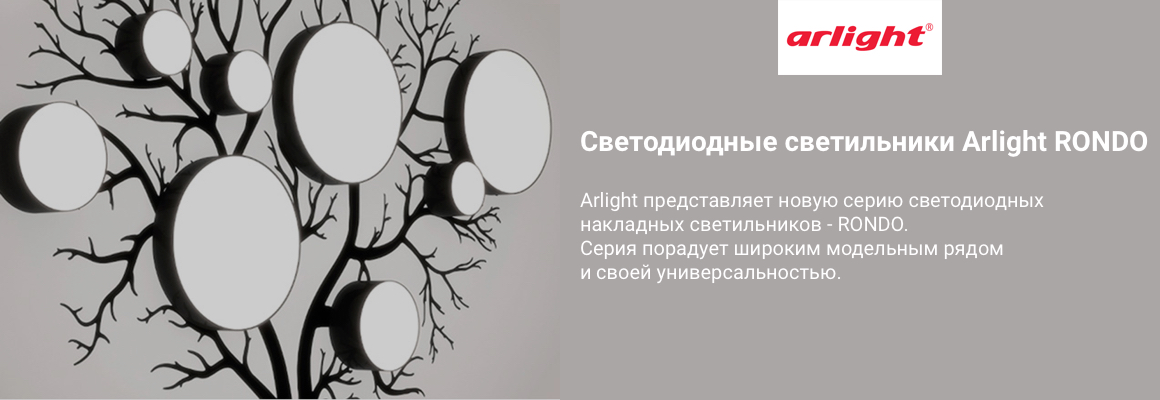 arlight®
Светодиодные светильники Arlight RONDO
Arlight представляет новую серию светодиодных
накладных светильников - RONDO.
Серия порадует широким модельным рядом
и своей универсальностью.